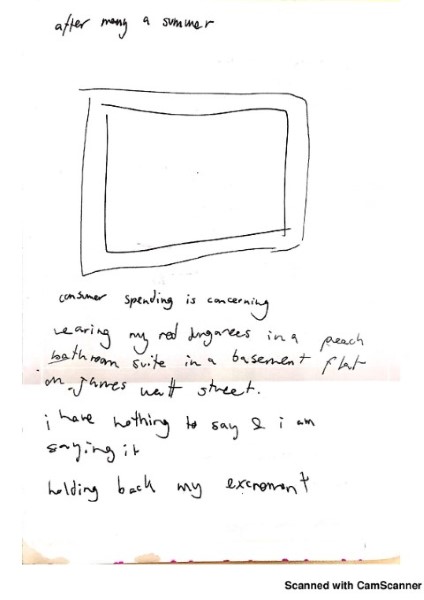 after many a summer
consumer spending is concerning
wearing my red dungarees in a peach
bathroom suite in a basement flat
on james watt street.
i have nothing to say & i am
saying it
holding back my excrement
Scanned with CamScanner